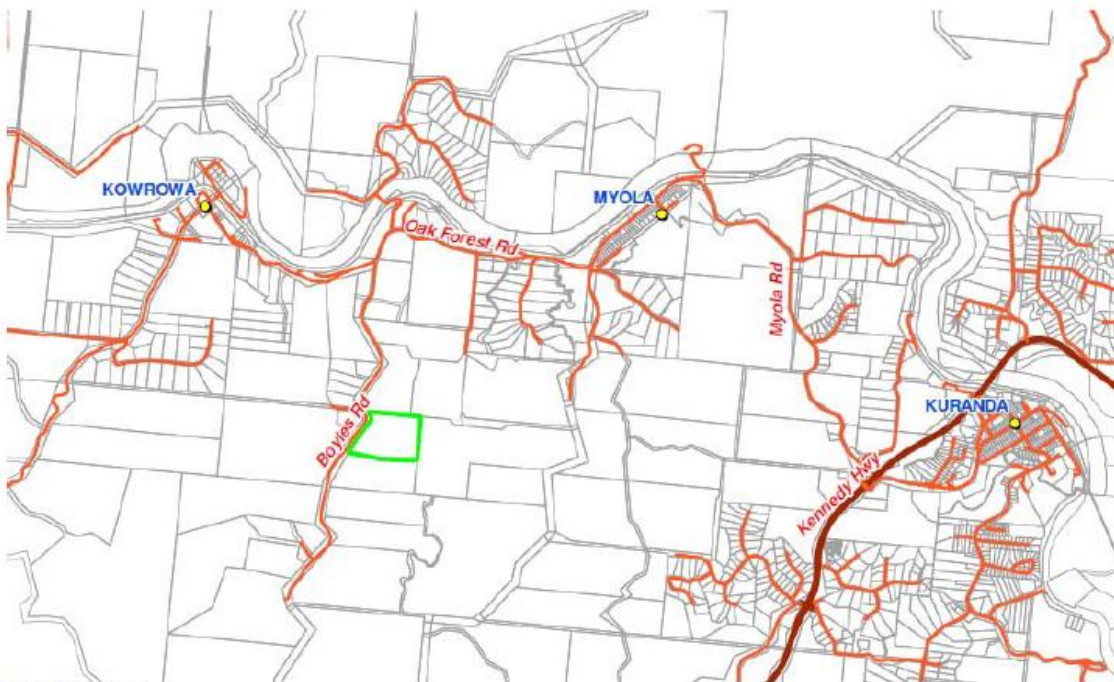 KOWROWA
MYOLA
Oak Forest Rd
Myola Rd
KURANDA
Boyles Rd
Kennedy Hwy